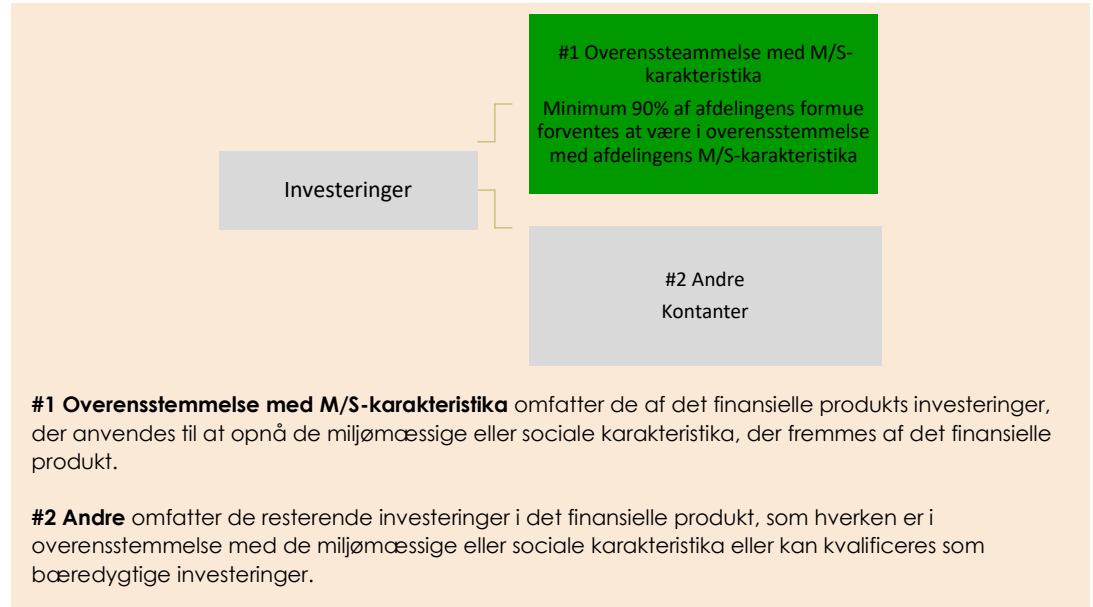 #1 Overenssteammelse med M/S-
karakteristika
Minimum 90% af afdelingens formue
forventes at være i overensstemmelse
med afdelingens M/S-karakteristika
Investeringer
#2 Andre
Kontanter
#1 Overensstemmelse med M/S-karakteristika omfatter de af det finansielle produkts investeringer,
der anvendes til at opnå de miljømæssige eller sociale karakteristika, der fremmes af det finansielle
produkt.
#2 Andre omfatter de resterende investeringer i det finansielle produkt, som hverken er i
overensstemmelse med de miljømæssige eller sociale karakteristika eller kan kvalificeres som
bæredygtige investeringer.